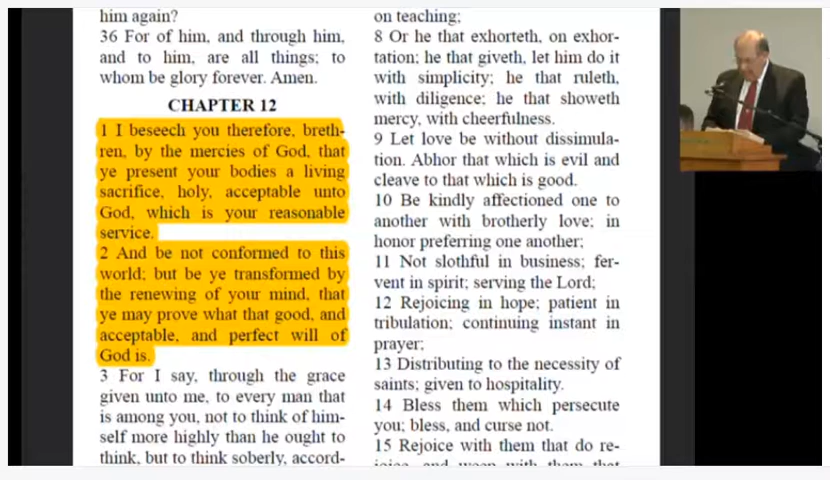 him again?
36 For of him, and through him,
and to him, are all things; to
whom be glory forever. Amen.
CHAPTER 12
1 I beseech you therefore, breth-
ren, by the mercies of God, that
ye present your bodies a living
sacrifice, holy, acceptable unto
God, which is your reasonable
service.
2 And be not conformed to this
world; but be ye transformed by
the renewing of your mind, that
ye may prove what that good, and
acceptable, and perfect will of
God is.
3 For I say, through the grace
given unto me, to every man that
is among you, not to think of him-
self more highly than he ought to
think, but to think soberly, accord-
on teaching;
8 Or he that exhorteth, on exhor-
tation; he that giveth, let him do it
with simplicity; he that ruleth,
with diligence; he that showeth
mercy, with cheerfulness.
9 Let love be without dissimula-
tion. Abhor that which is evil and
cleave to that which is good.
10 Be kindly affectioned one to
another with brotherly love; in
honor preferring one another;
11 Not slothful in business; fer-
vent in spirit; serving the Lord;
12 Rejoicing in hope; patient in
tribulation; continuing instant in
prayer;
13 Distributing to the necessity of
saints; given to hospitality.
14 Bless them which persecute
you; bless, and curse not.
15 Rejoice with them that do re-
joice, and weep with them that